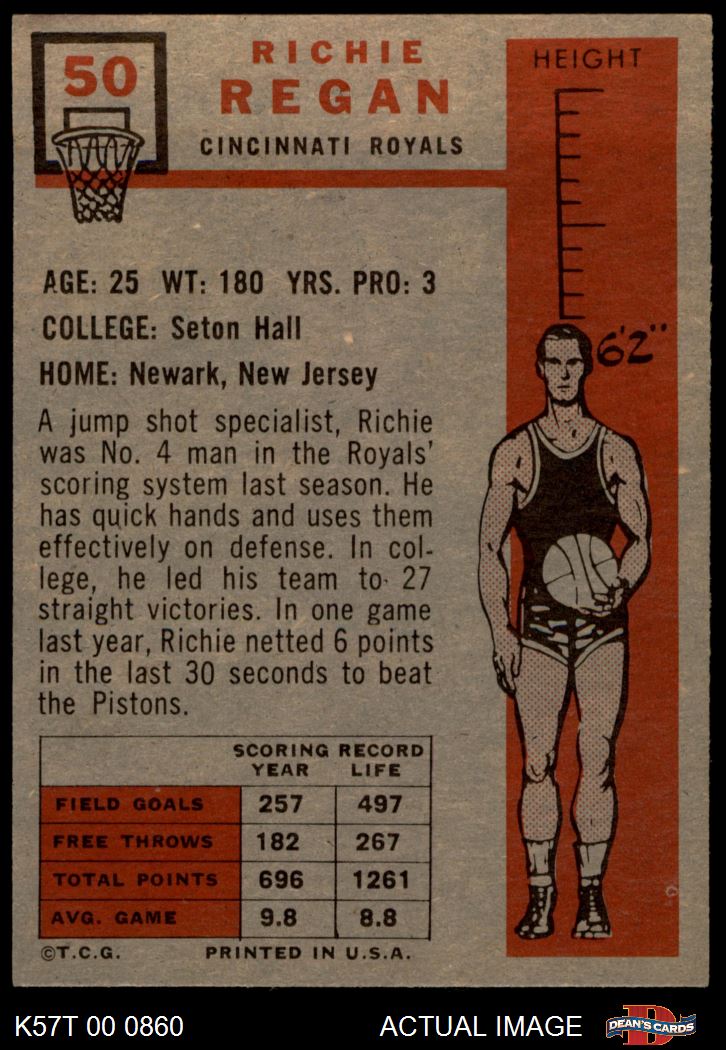 50
RICHIE
REGAN
CINCINNATI ROYALS
HEIGHT
6'2"
AGE: 25 WT: 180 YRS. PRO: 3
COLLEGE: Seton Hall
HOME: Newark, New Jersey
A jump shot specialist, Richie
was No. 4 man in the Royals'
scoring system last season. He
has quick hands and uses them
effectively on defense. In col-
lege, he led his team to 27
straight victories. In one game
last year, Richie netted 6 points
in the last 30 seconds to beat
the Pistons.
SCORING RECORD
YEAR LIFE
FIELD GOALS 257 497
FREE THROWS 182 267
TOTAL POINTS 696 1261
AVG. GAME 9.8 8.8
©T.C.G. PRINTED IN U.S.A.
K57T 00 0860 ACTUAL IMAGE DEAN'S CARDS